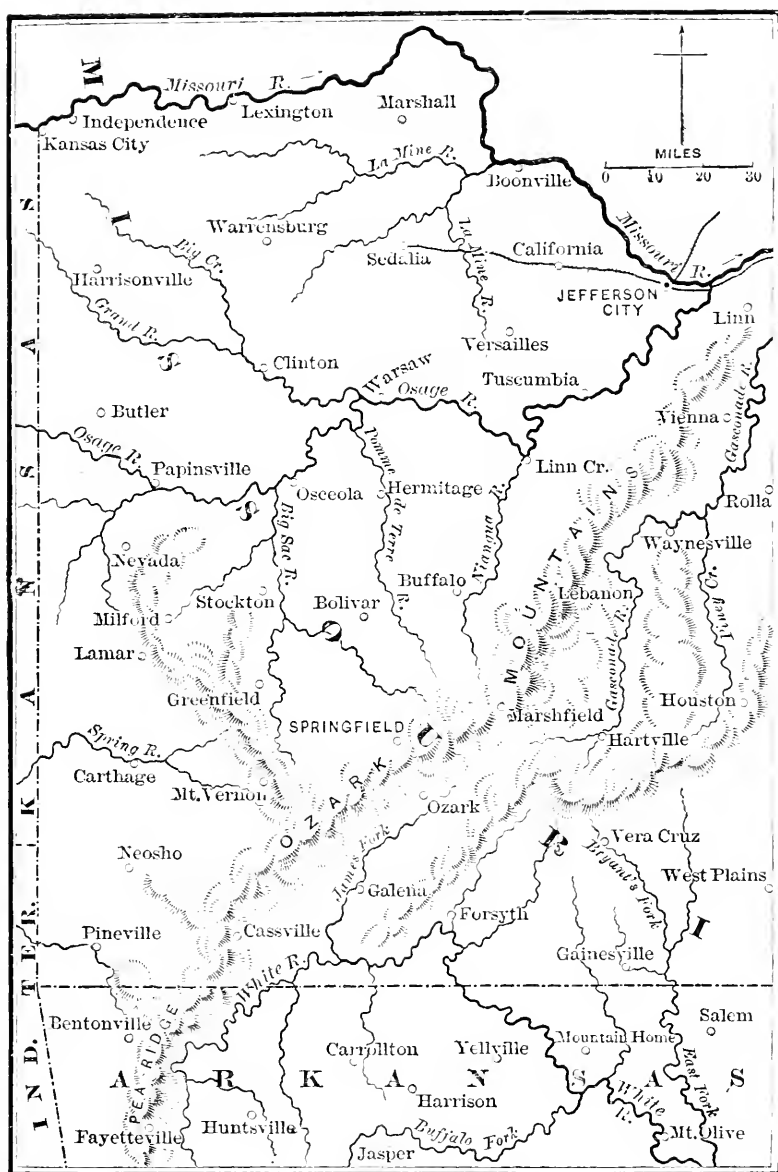 MISSOURI
Missouri R.
Lexington
Marshall
Independence
Kansas City
MILES
0 10 20 30
La Mine R.
Boonville
Missouri R.
Big Cr.
Warrensburg
La Mine R.
Sedalia
California
Harrisonville
JEFFERSON
CITY
Grand R.
Versailles
Linn
Clinton
Warsaw
Osage R.
Tuscumbia
Butler
Vienna
Gasconade R.
Osage R.
Papinsville
Osceola
Pomme
de Terre
R.
Hermitage
Linn Cr.
Rolla
Big Sac R.
Niangua R.
Nevada
Waynesville
Milford
Stockton
Bolivar
Buffalo
Lebanon
Piney Cr.
Lamar
Gasconade R.
Greenfield
Marshfield
Houston
SPRINGFIELD
Hartville
Spring R.
Carthage
Mt. Vernon
OZARK MOUNTAINS
Ozark
James Fork
Neosho
Vera Cruz
Bryant's
Fork
West Plains
Galena
Forsyth
Pineville
Cassville
Gainesville
White R.
KANSAS
IND. TER.
Bentonville
PEA RIDGE
Carrollton
Yellville
Mountain Home
Salem
ARKANSAS
Harrison
East Fork
White
R.
Fayetteville
Huntsville
Buffalo Fork
Jasper
Mt. Olive